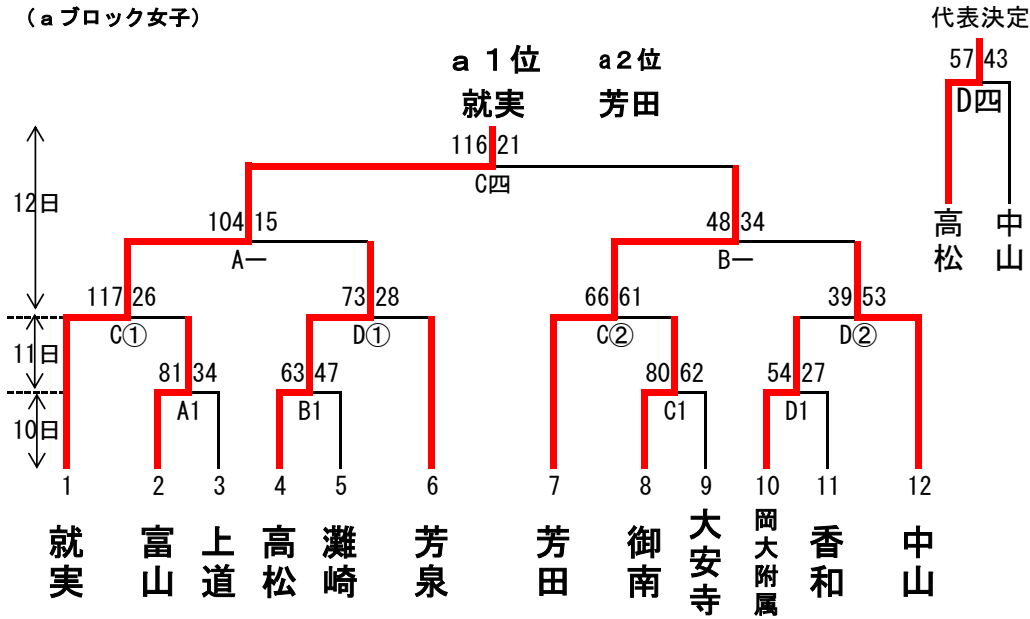 (aブロック女子)
代表決定
57 43
D四
高松
中山
a 1位 a2位
就実 芳田
116 21
C四
12日
104 15
A一
48 34
B一
117 26
C①
73 28
D①
66 61
C②
39 53
D②
11日
81 34
A1
63 47
B1
80 62
C1
54 27
D1
10日
1 2 3 4 5 6 7 8 9 10 11 12
就実
富山
上道
高松
灘崎
芳泉
芳田
御南
大安寺
岡大附属
香和
中山